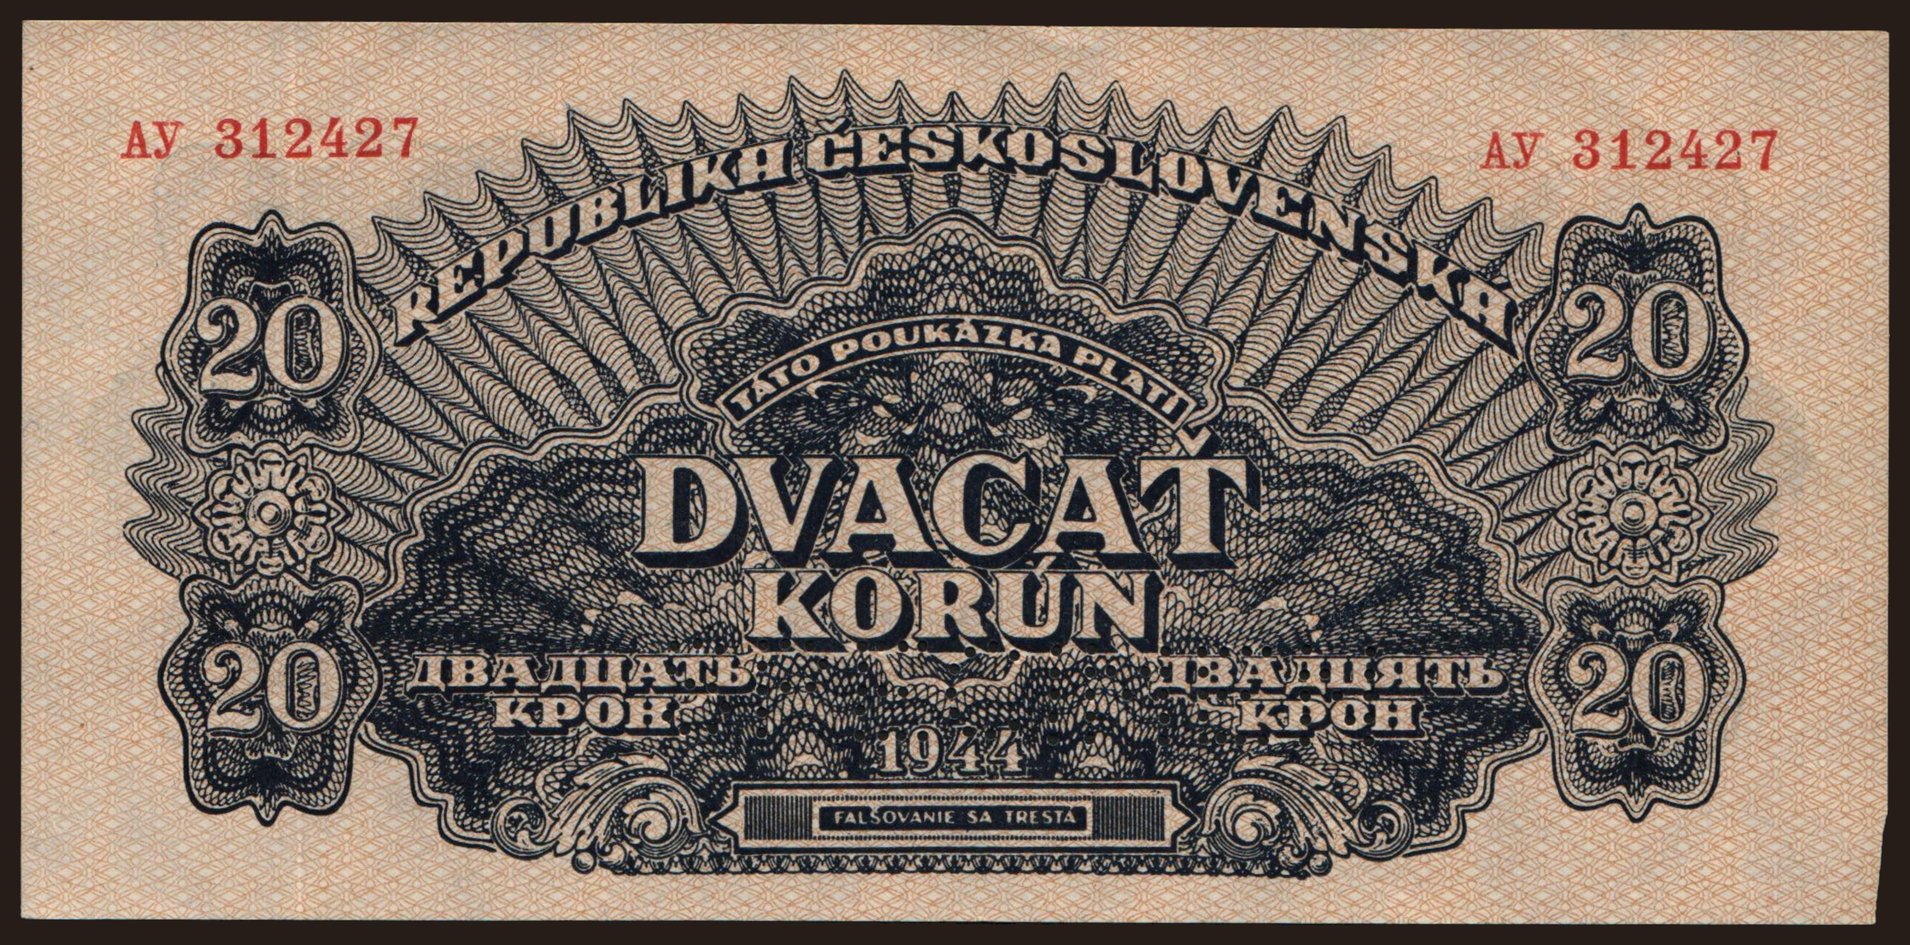 АУ 312427
АУ 312427
REPUBLIKA ČESKOSLOVENSKÁ
20
20
TÁTO POUKÁZKA PLATÍ
DVACAŤ
KORÚN
ДВАДЦАТЬ
КРОН
ДВАДЦЯТЬ
КРОН
20
20
1944
FALŠOVANIE SA TRESTÁ